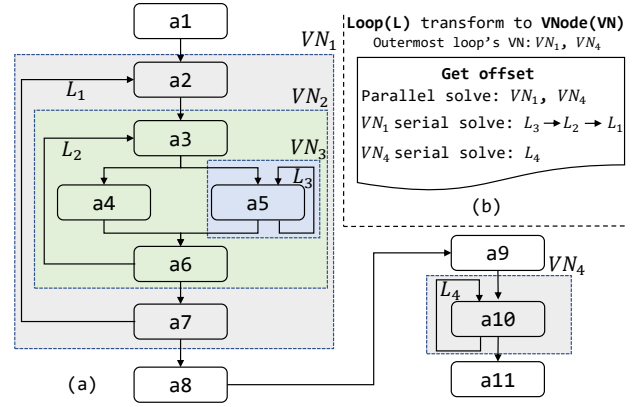 a1
VN₁
a2
L₁
VN₂
a3
L₂
VN₃
L₃
a4
a5
a6
a7
(a)
a8
Loop(L) transform to VNode(VN)
Outermost loop's VN: VN₁, VN₄
Get offset
Parallel solve: VN₁, VN₄
VN₁ serial solve: L₃→L₂→L₁
VN₄ serial solve: L₄
(b)
a9
VN₄
L₄
a10
a11